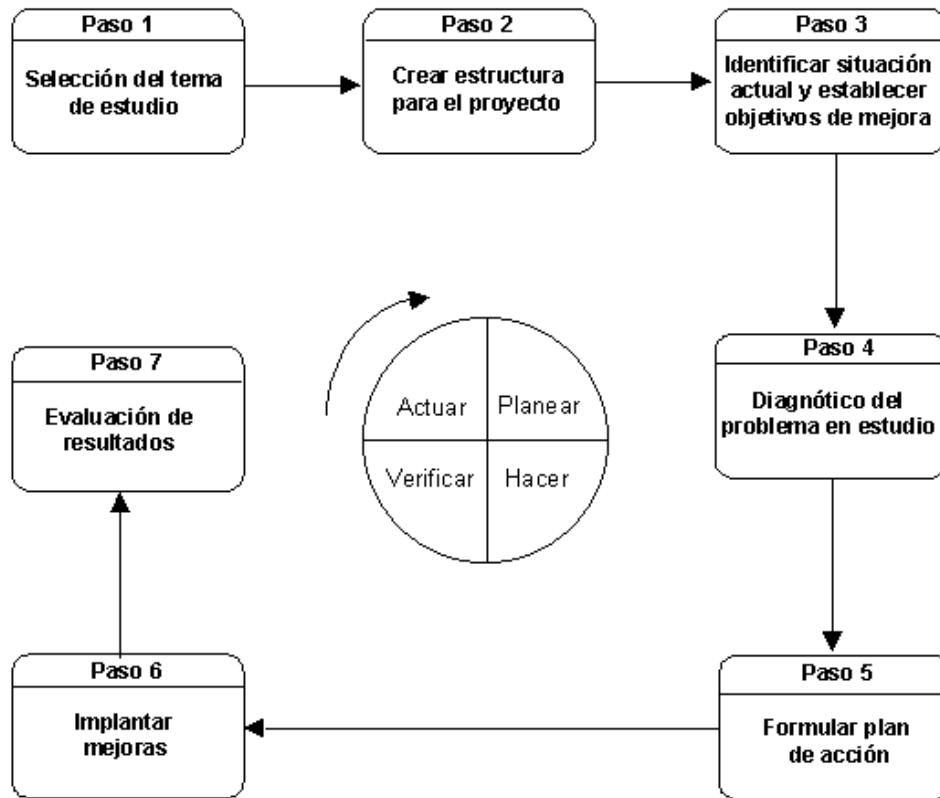 Paso 1
Selección del tema
de estudio
Paso 2
Crear estructura
para el proyecto
Paso 3
Identificar situación
actual y establecer
objetivos de mejora
Paso 4
Diagnótico del
problema en estudio
Paso 5
Formular plan
de acción
Paso 6
Implantar
mejoras
Paso 7
Evaluación de
resultados
Actuar
Planear
Verificar
Hacer